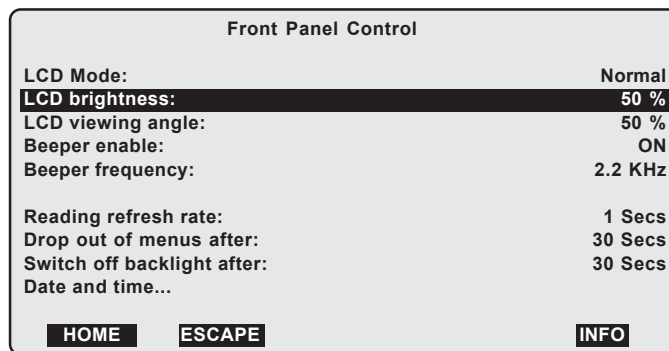 Front Panel Control
LCD Mode: Normal
LCD brightness: 50 %
LCD viewing angle: 50 %
Beeper enable: ON
Beeper frequency: 2.2 KHz
Reading refresh rate: 1 Secs
Drop out of menus after: 30 Secs
Switch off backlight after: 30 Secs
Date and time...
HOME ESCAPE INFO